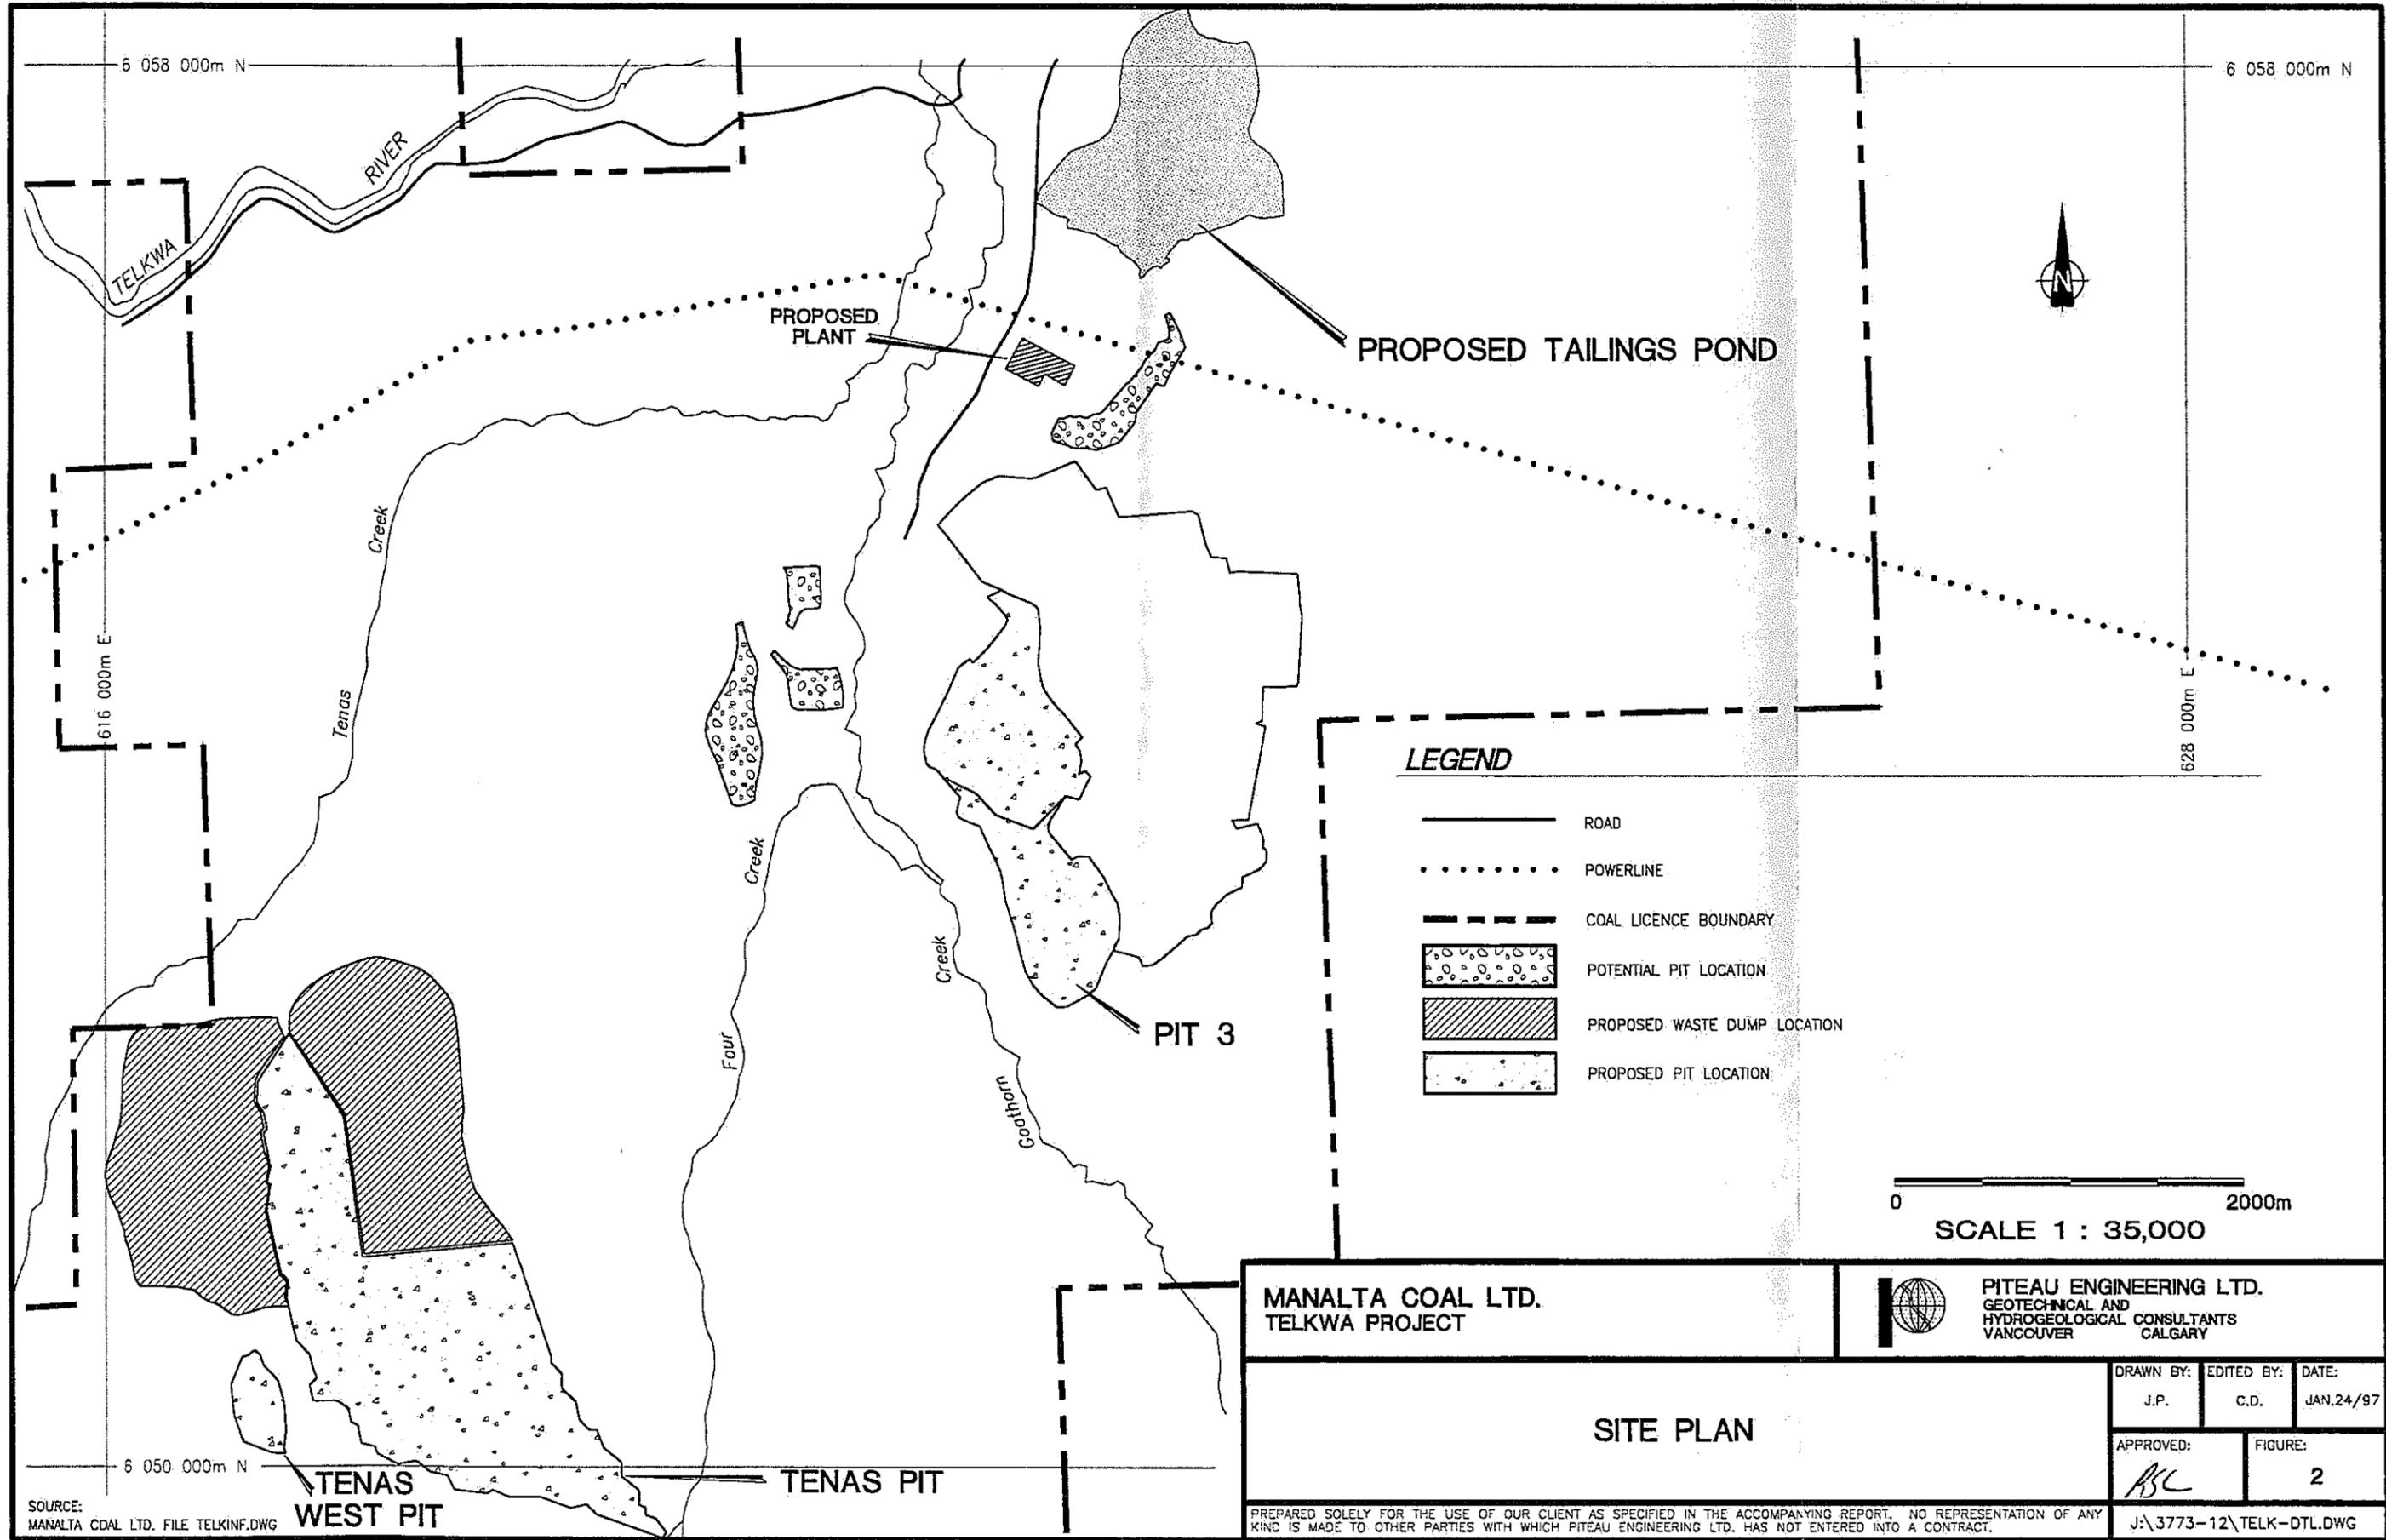 6 058 000m N
6 058 000m N
RIVER
TELKWA
PROPOSED
PLANT
PROPOSED TAILINGS POND
N
Creek
Tenas
616 000m E
628 000m E
LEGEND
ROAD
POWERLINE
COAL LICENCE BOUNDARY
POTENTIAL PIT LOCATION
PROPOSED WASTE DUMP LOCATION
PROPOSED PIT LOCATION
Creek
Four
Creek
Goathorn
PIT 3
0 2000m
SCALE 1 : 35,000
6 050 000m N
TENAS
WEST PIT
TENAS PIT
SOURCE:
MANALTA COAL LTD. FILE TELKINF.DWG
MANALTA COAL LTD.
TELKWA PROJECT
PITEAU ENGINEERING LTD.
GEOTECHNICAL AND
HYDROGEOLOGICAL CONSULTANTS
VANCOUVER CALGARY
SITE PLAN
DRAWN BY: EDITED BY: DATE:
J.P. C.D. JAN.24/97
APPROVED: FIGURE:
2
PREPARED SOLELY FOR THE USE OF OUR CLIENT AS SPECIFIED IN THE ACCOMPANYING REPORT. NO REPRESENTATION OF ANY
KIND IS MADE TO OTHER PARTIES WITH WHICH PITEAU ENGINEERING LTD. HAS NOT ENTERED INTO A CONTRACT.
J:\3773-12\TELK-DTL.DWG